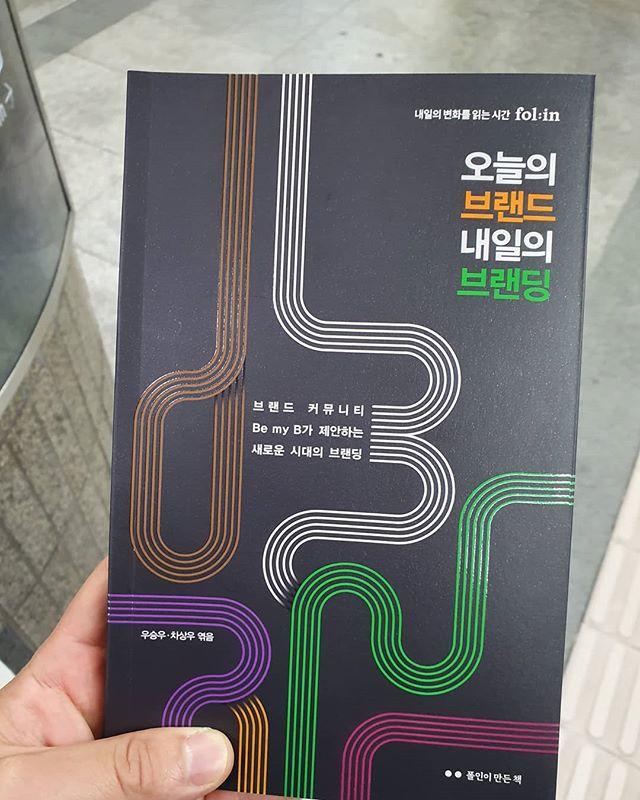 내일의 변화를 읽는 시간 fol:in
오늘의
브랜드
내일의
브랜딩
브랜드 커뮤니티
Be my B가 제안하는
새로운 시대의 브랜딩
우승우·차상우 엮음
폴인이 만든 책